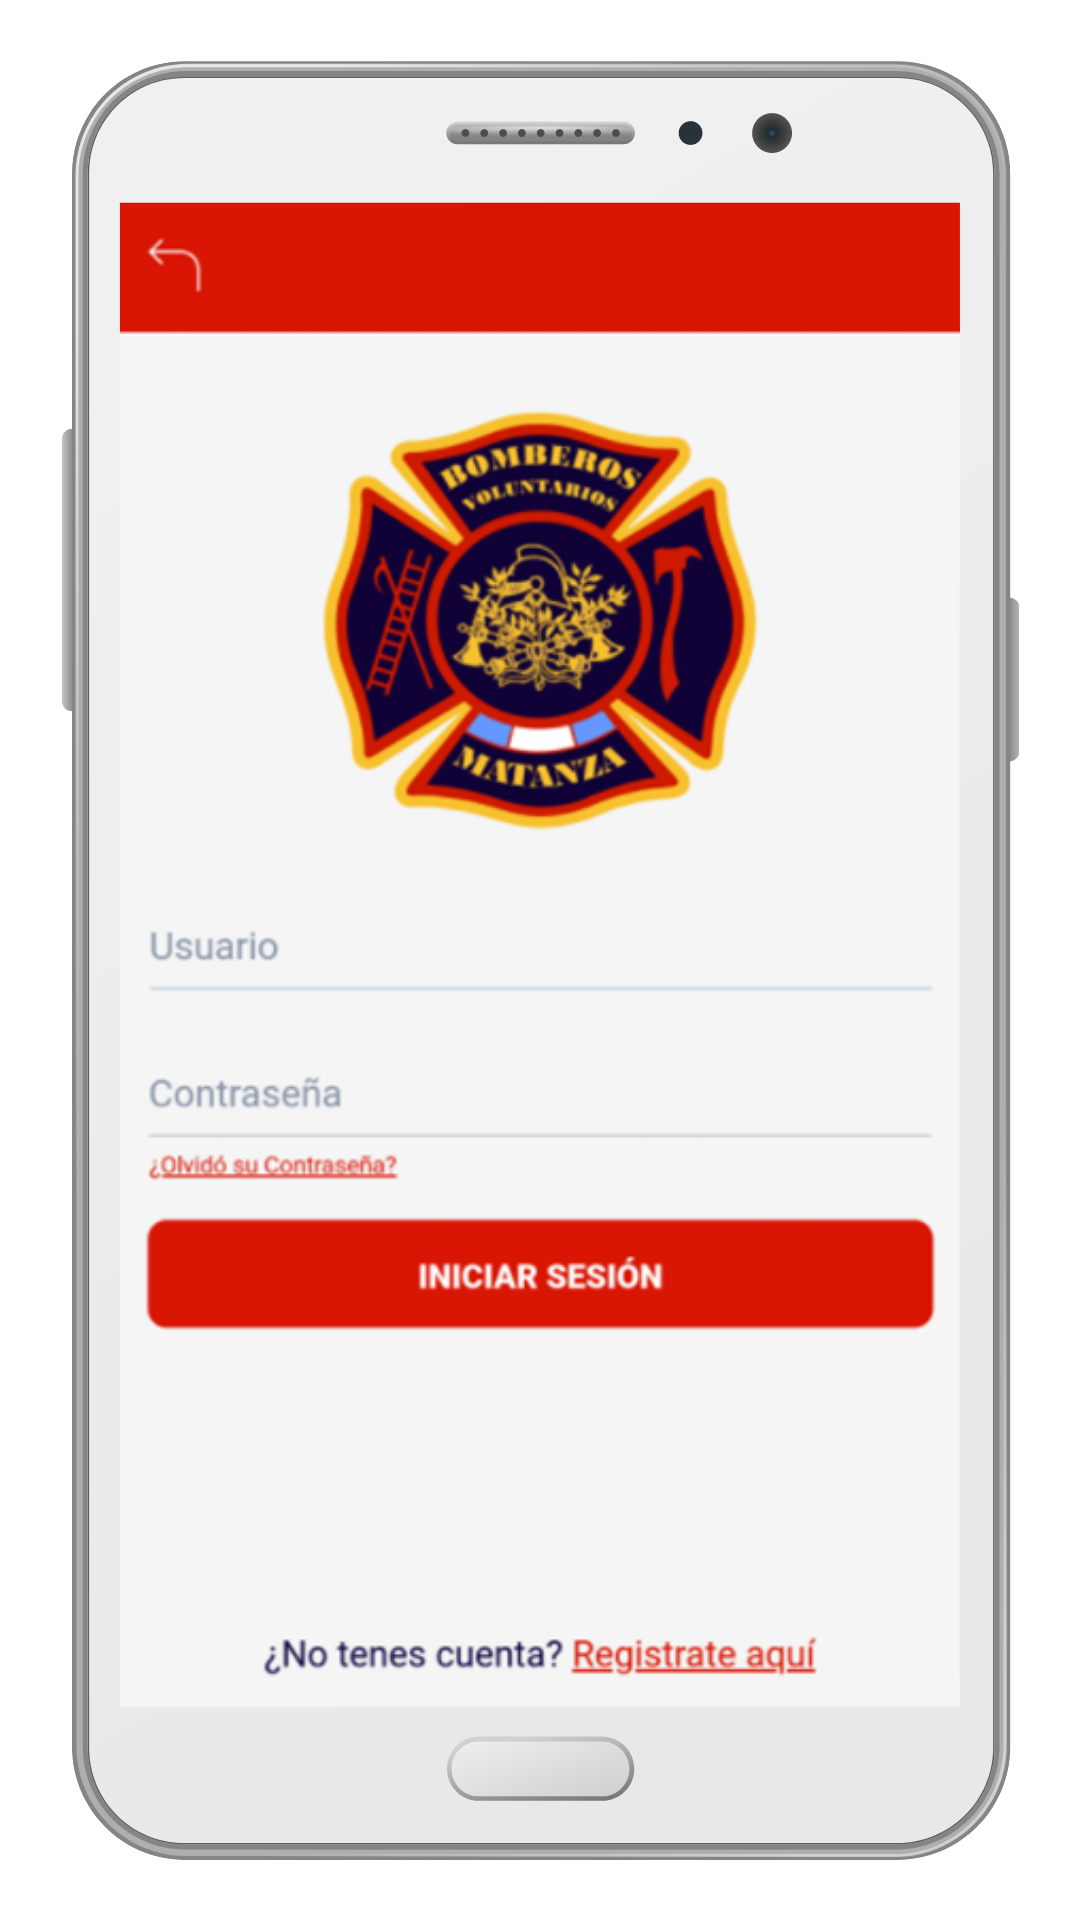 BOMBEROS
VOLUNTARIOS
MATANZA
Usuario
Contraseña
¿Olvidó su Contraseña?
INICIAR SESIÓN
¿No tenes cuenta? Registrate aquí